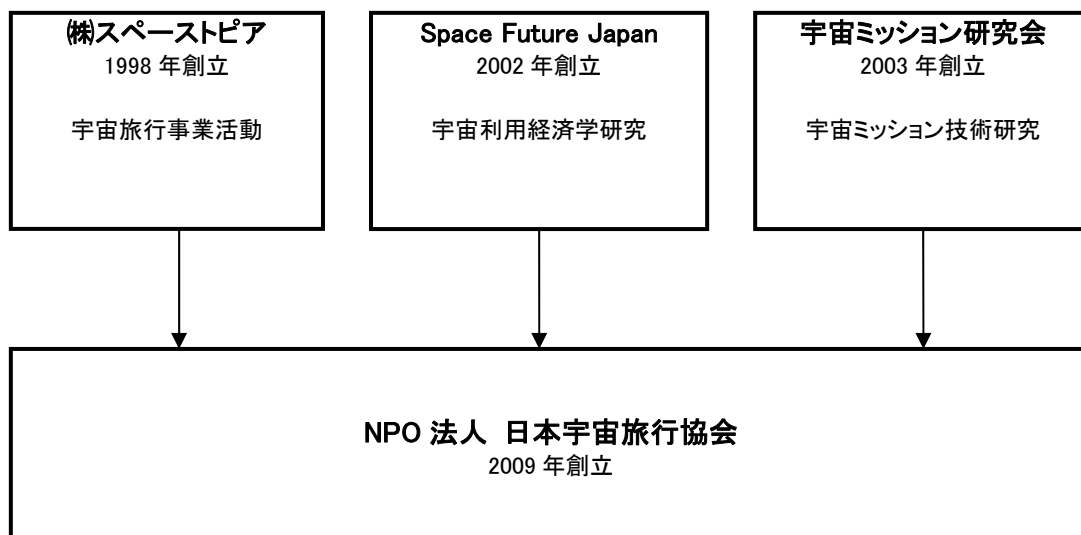 ㈱スペーストピア
1998 年創立
宇宙旅行事業活動
Space Future Japan
2002 年創立
宇宙利用経済学研究
宇宙ミッション研究会
2003 年創立
宇宙ミッション技術研究
NPO 法人 日本宇宙旅行協会
2009 年創立